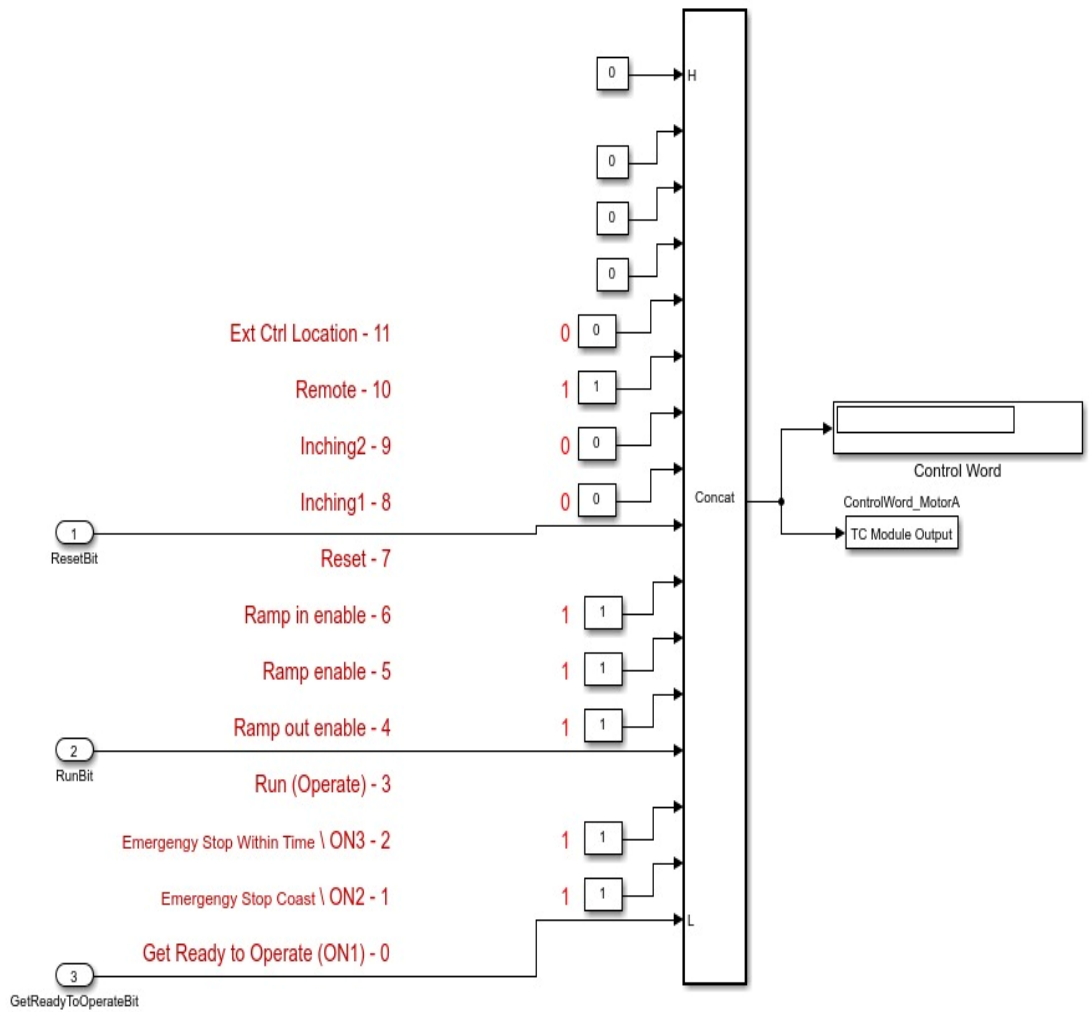 0
H
0
0
0
Ext Ctrl Location - 11
0
0
Remote - 10
1
1
Inching2 - 9
0
0
Inching1 - 8
0
0
Concat
Control Word
ControlWord_MotorA
TC Module Output
1
ResetBit
Reset - 7
Ramp in enable - 6
1
1
Ramp enable - 5
1
1
Ramp out enable - 4
1
1
2
RunBit
Run (Operate) - 3
Emergengy Stop Within Time \ ON3 - 2
1
1
Emergengy Stop Coast \ ON2 - 1
1
1
L
Get Ready to Operate (ON1) - 0
3
GetReadyToOperateBit